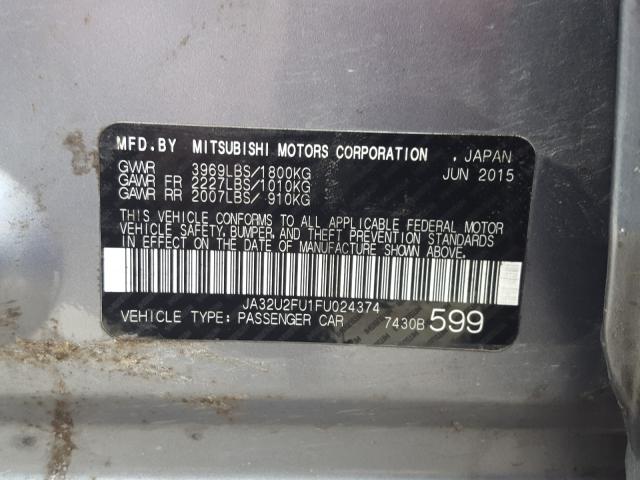 MFD.BY MITSUBISHI MOTORS CORPORATION , JAPAN
GVWR 3969LBS/1800KG JUN 2015
GAWR FR 2227LBS/1010KG
GAWR RR 2007LBS/ 910KG
THIS VEHICLE CONFORMS TO ALL APPLICABLE FEDERAL MOTOR
VEHICLE SAFETY, BUMPER, AND THEFT PREVENTION STANDARDS
IN EFFECT ON THE DATE OF MANUFACTURE SHOWN ABOVE.
JA32U2FU1FU024374
VEHICLE TYPE: PASSENGER CAR 7430B 599